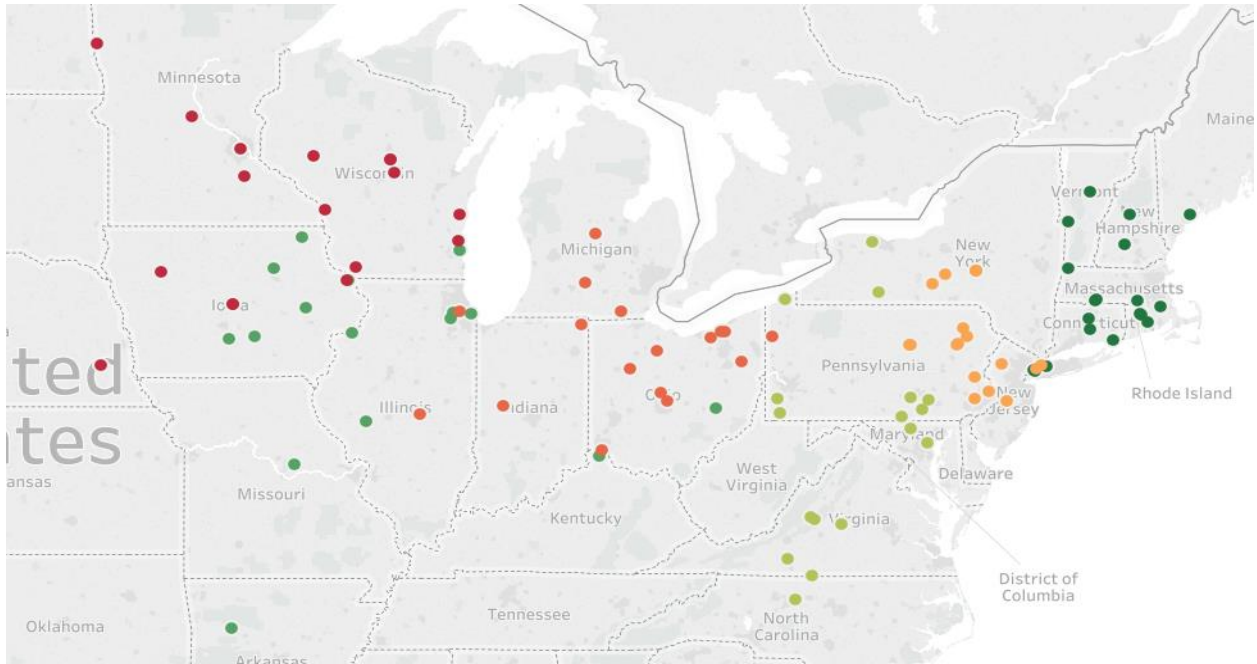 Minnesota
Maine
Wisconsin
Vermont
New
Hampshire
Michigan
New
York
Massachusetts
Iowa
Connecticut
ted
Pennsylvania
Rhode Island
Illinois
Indiana
Ohio
New
Jersey
tes
Maryland
West
Virginia
Delaware
ansas
Missouri
Kentucky
Virginia
District of
Columbia
Tennessee
North
Carolina
Oklahoma
Arkansas